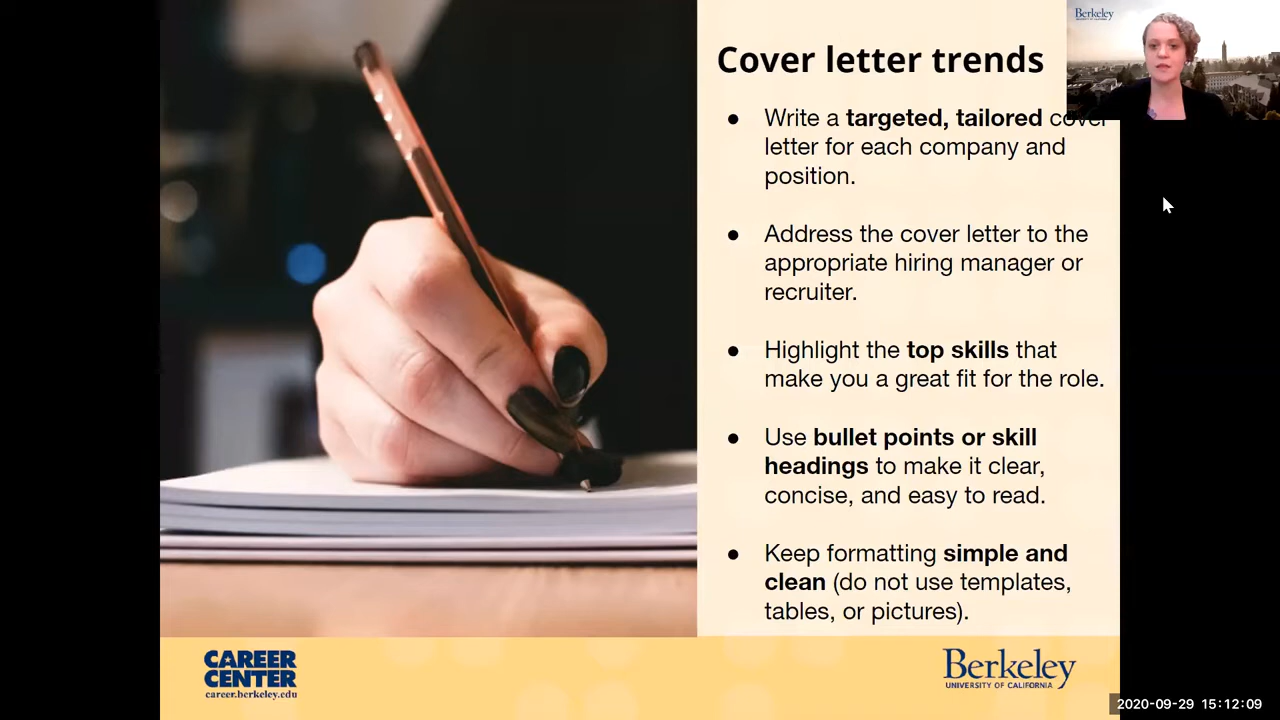 Cover letter trends
● Write a targeted, tailored cover
letter for each company and
position.
● Address the cover letter to the
appropriate hiring manager or
recruiter.
● Highlight the top skills that
make you a great fit for the role.
● Use bullet points or skill
headings to make it clear,
concise, and easy to read.
● Keep formatting simple and
clean (do not use templates,
tables, or pictures).
Berkeley
UNIVERSITY OF CALIFORNIA
CAREER
CENTER
career.berkeley.edu
Berkeley
UNIVERSITY OF CALIFORNIA
2020-09-29 15:12:09